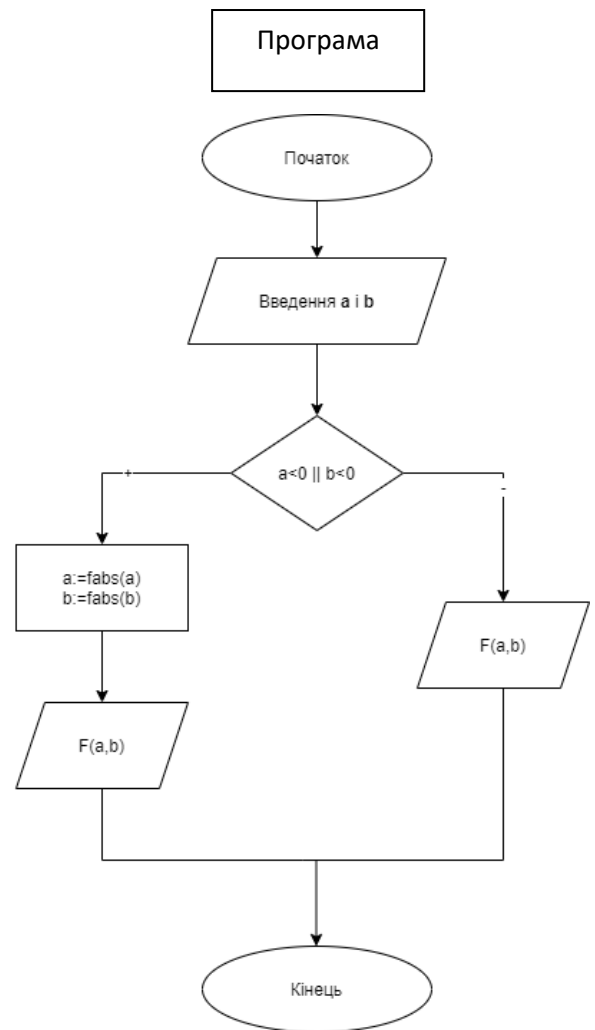 Програма
Початок
Введення a і b
a<0 || b<0
+
-
a:=fabs(a)
b:=fabs(b)
F(a,b)
F(a,b)
Кінець